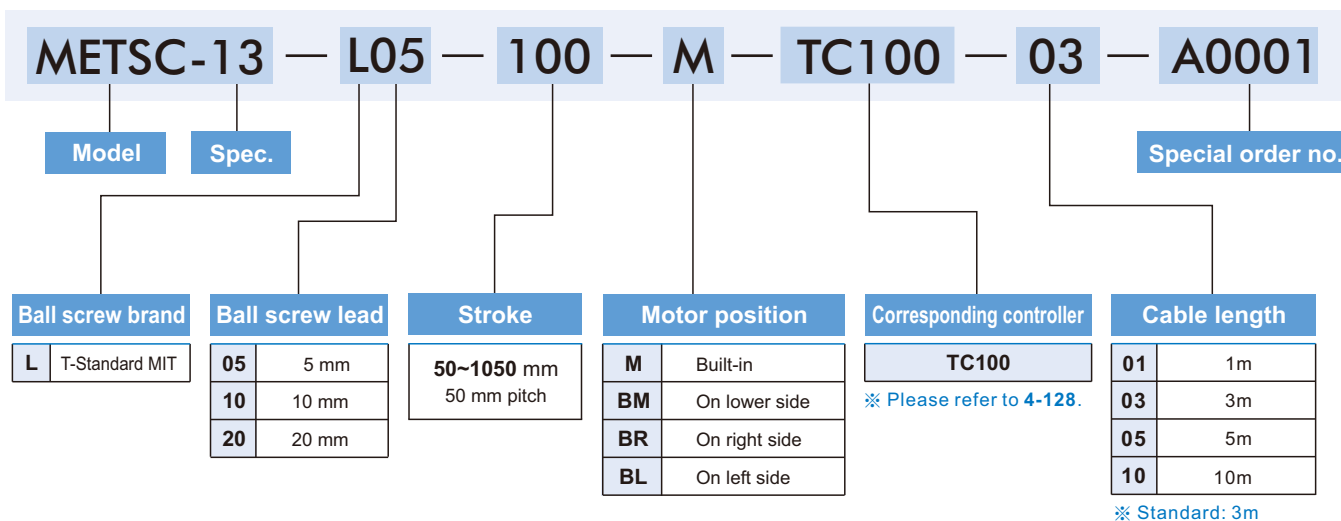 METSC-13 — L05 — 100 — M — TC100 — 03 — A0001
Model
Spec.
Special order no.
Ball screw brand
L T-Standard MIT
Ball screw lead
05 5 mm
10 10 mm
20 20 mm
Stroke
50~1050 mm
50 mm pitch
Motor position
M Built-in
BM On lower side
BR On right side
BL On left side
Corresponding controller
TC100
※ Please refer to 4-128.
Cable length
01 1m
03 3m
05 5m
10 10m
※ Standard: 3m